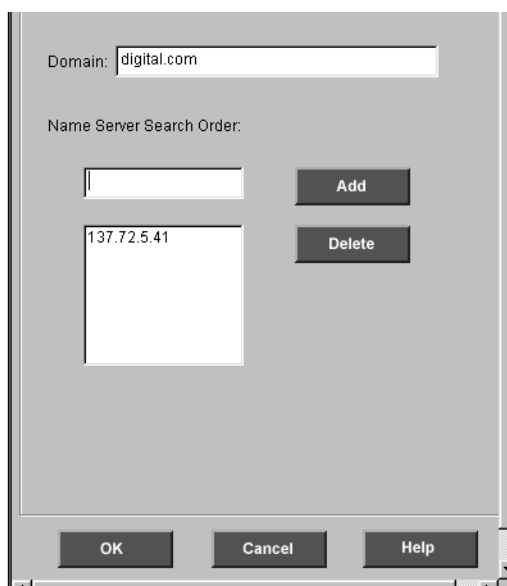 Domain: digital.com
Name Server Search Order:
Add
137.72.5.41
Delete
OK Cancel Help